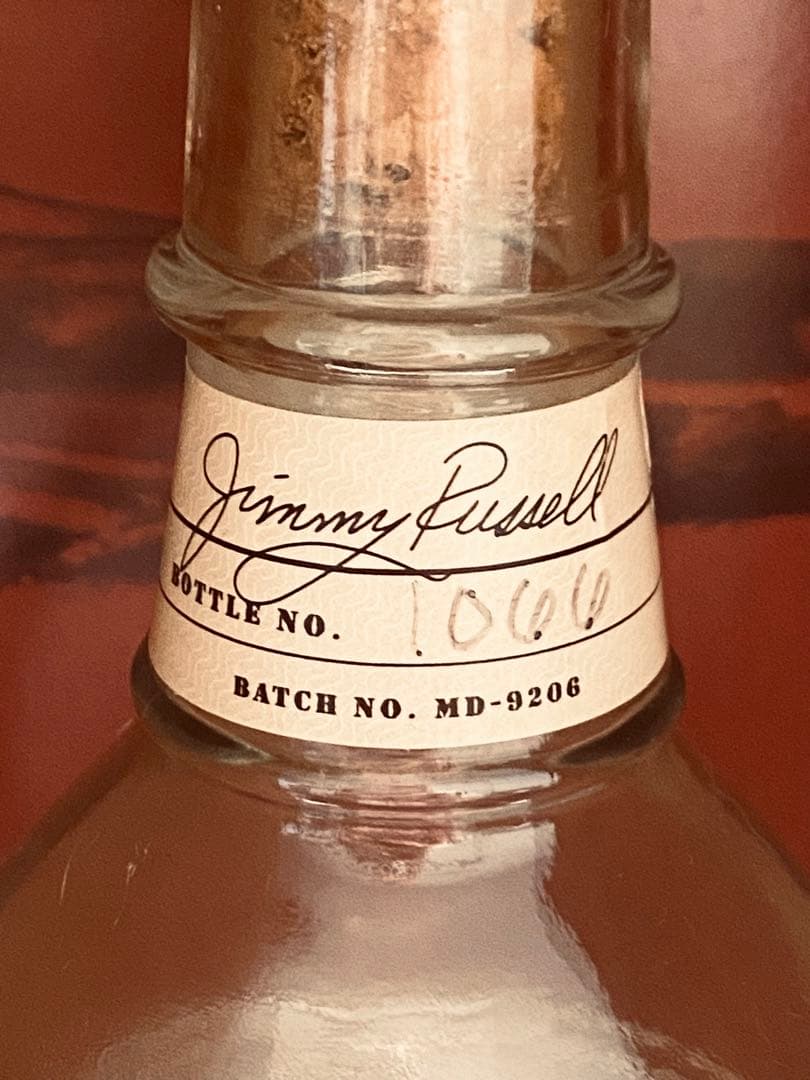 Jimmy Russell
BOTTLE NO. 1066
BATCH NO. MD-9206